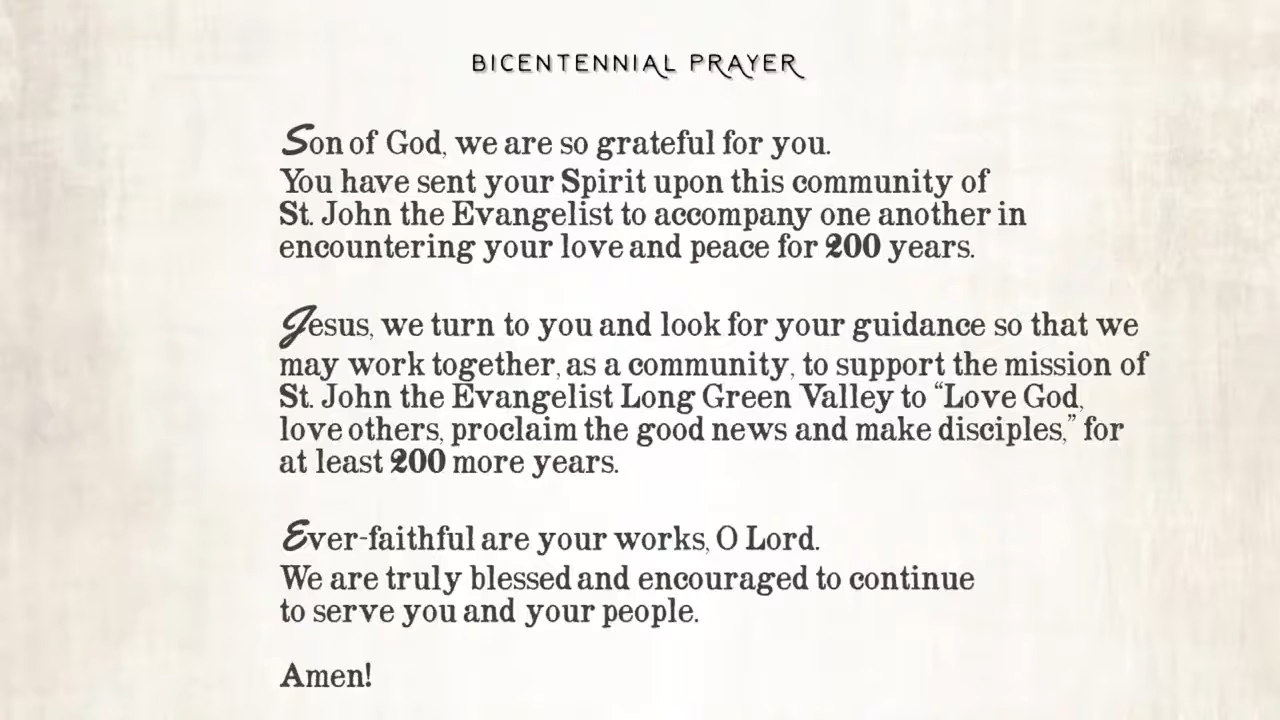 BICENTENNIAL PRAYER
Son of God, we are so grateful for you.
You have sent your Spirit upon this community of
St. John the Evangelist to accompany one another in
encountering your love and peace for 200 years.
Jesus, we turn to you and look for your guidance so that we
may work together, as a community, to support the mission of
St. John the Evangelist Long Green Valley to “Love God,
love others, proclaim the good news and make disciples,” for
at least 200 more years.
Ever-faithful are your works, O Lord.
We are truly blessed and encouraged to continue
to serve you and your people.
Amen!